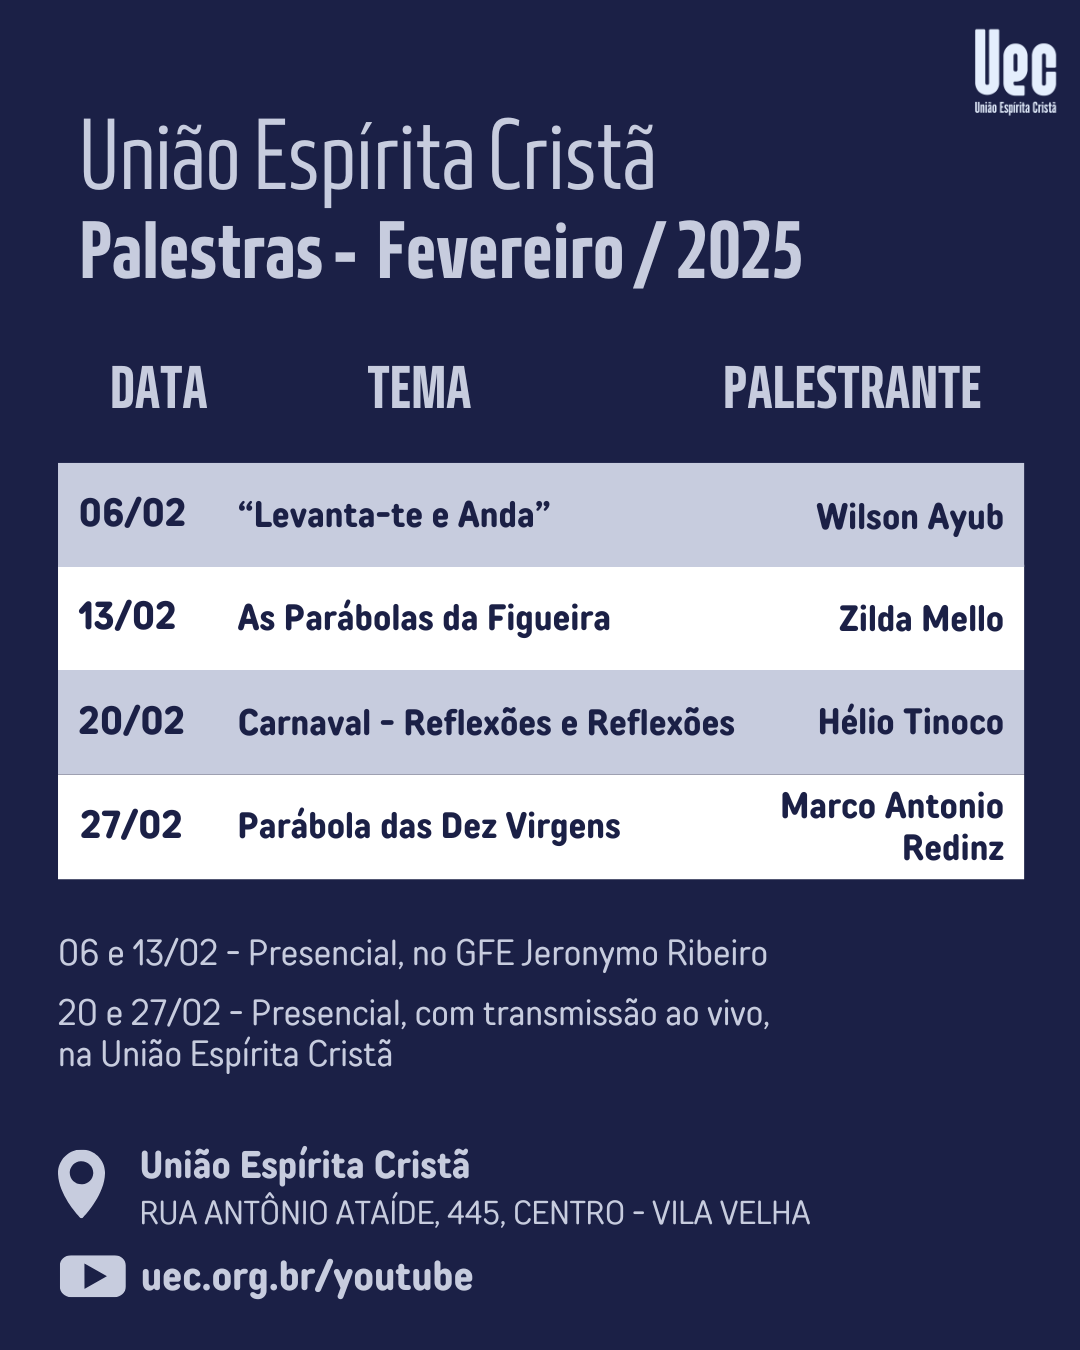 Uec
União Espírita Cristã
União Espírita Cristã
Palestras - Fevereiro / 2025
DATA TEMA PALESTRANTE
06/02 “Levanta-te e Anda” Wilson Ayub
13/02 As Parábolas da Figueira Zilda Mello
20/02 Carnaval - Reflexões e Reflexões Hélio Tinoco
27/02 Parábola das Dez Virgens Marco Antonio
Redinz
06 e 13/02 - Presencial, no GFE Jeronymo Ribeiro
20 e 27/02 - Presencial, com transmissão ao vivo,
na União Espírita Cristã
União Espírita Cristã
RUA ANTÔNIO ATAÍDE, 445, CENTRO - VILA VELHA
uec.org.br/youtube